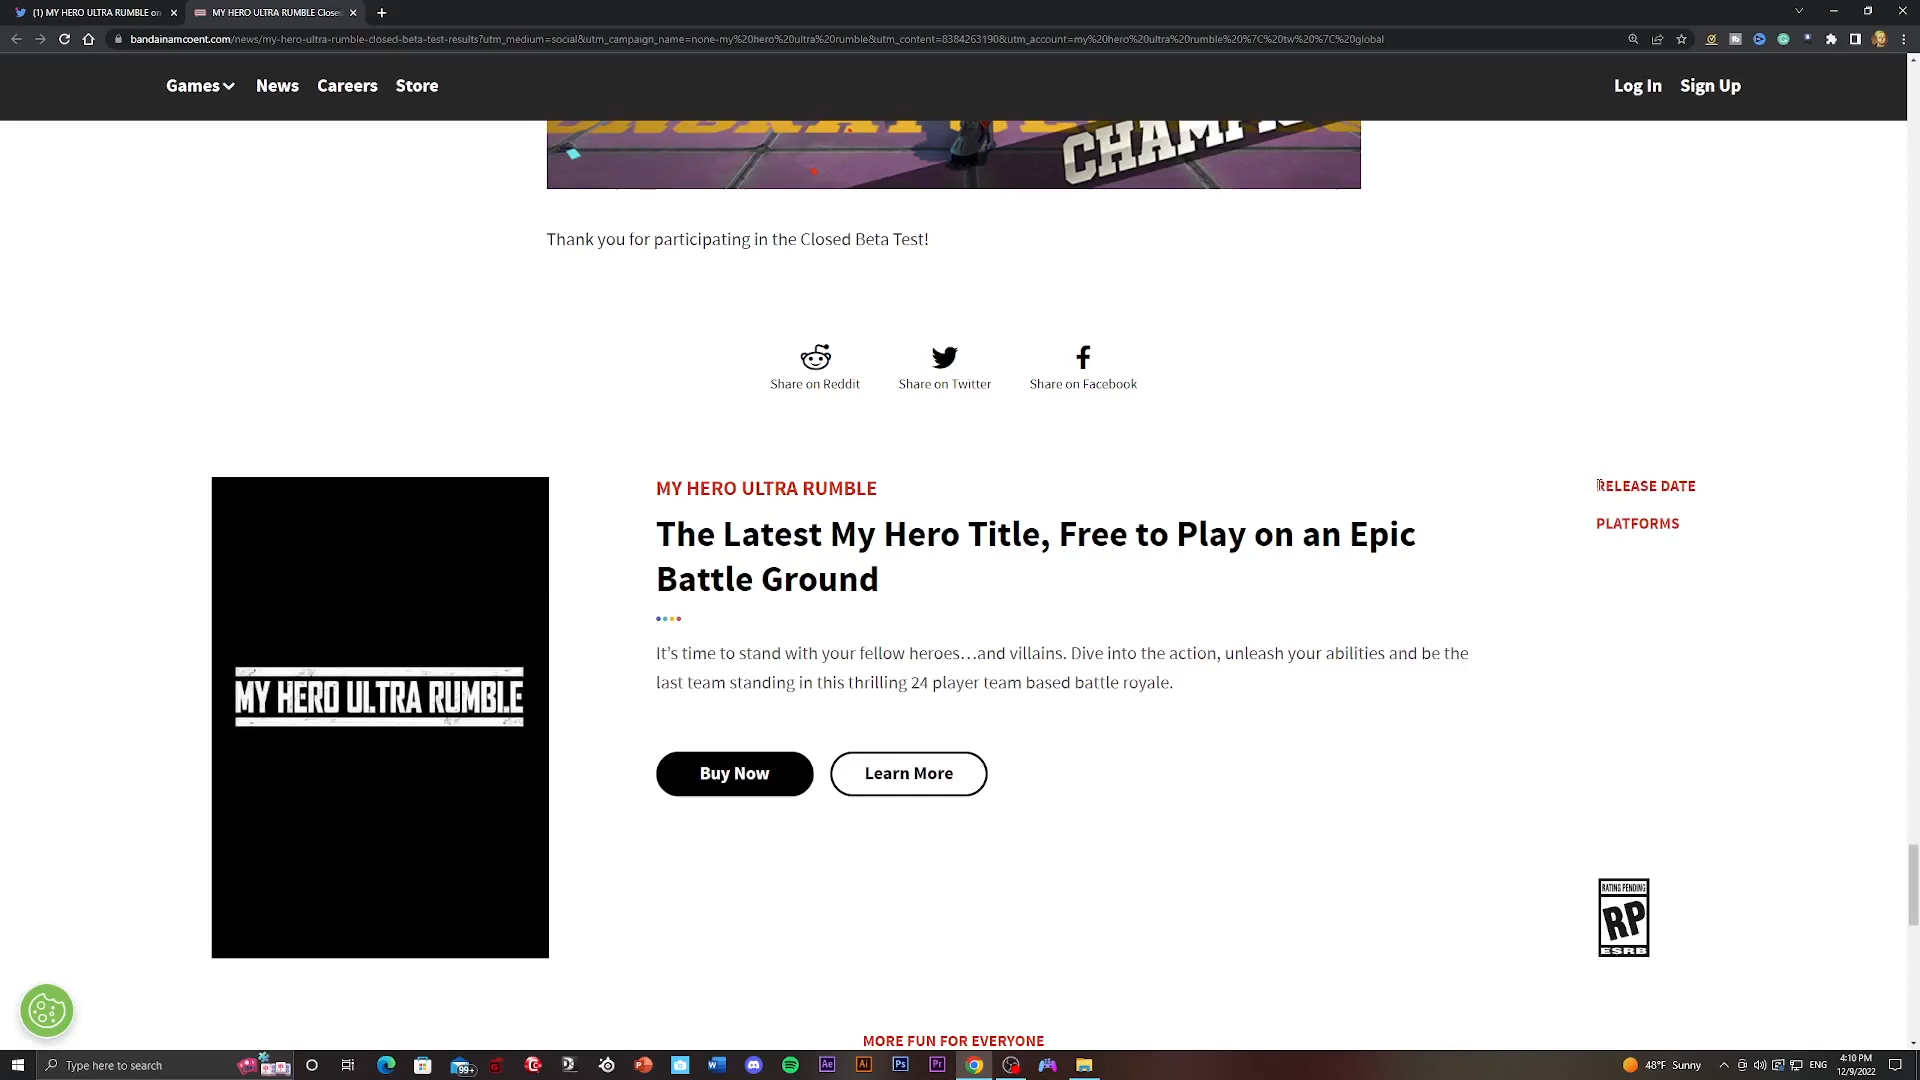 (1) MY HERO ULTRA RUMBLE on
MY HERO ULTRA RUMBLE Close
bandainamcoent.com/news/my-hero-ultra-rumble-closed-beta-test-results?utm_medium=social&utm_campaign_name=none-my%20hero%20ultra%20rumble&utm_content=8384263190&utm_account=my%20hero%20ultra%20rumble%20%7C%20tw%20%7C%20global
Games News Careers Store
Log In Sign Up
CHAMPI
Thank you for participating in the Closed Beta Test!
Share on Reddit Share on Twitter Share on Facebook
MY HERO ULTRA RUMBLE
MY HERO ULTRA RUMBLE
The Latest My Hero Title, Free to Play on an Epic
Battle Ground
It's time to stand with your fellow heroes…and villains. Dive into the action, unleash your abilities and be the
last team standing in this thrilling 24 player team based battle royale.
Buy Now Learn More
RELEASE DATE
PLATFORMS
RATING PENDING
RP
ESRB
MORE FUN FOR EVERYONE
Type here to search
99+
Ae Ai Ps Pr
48°F Sunny
ENG
4:10 PM
12/9/2022